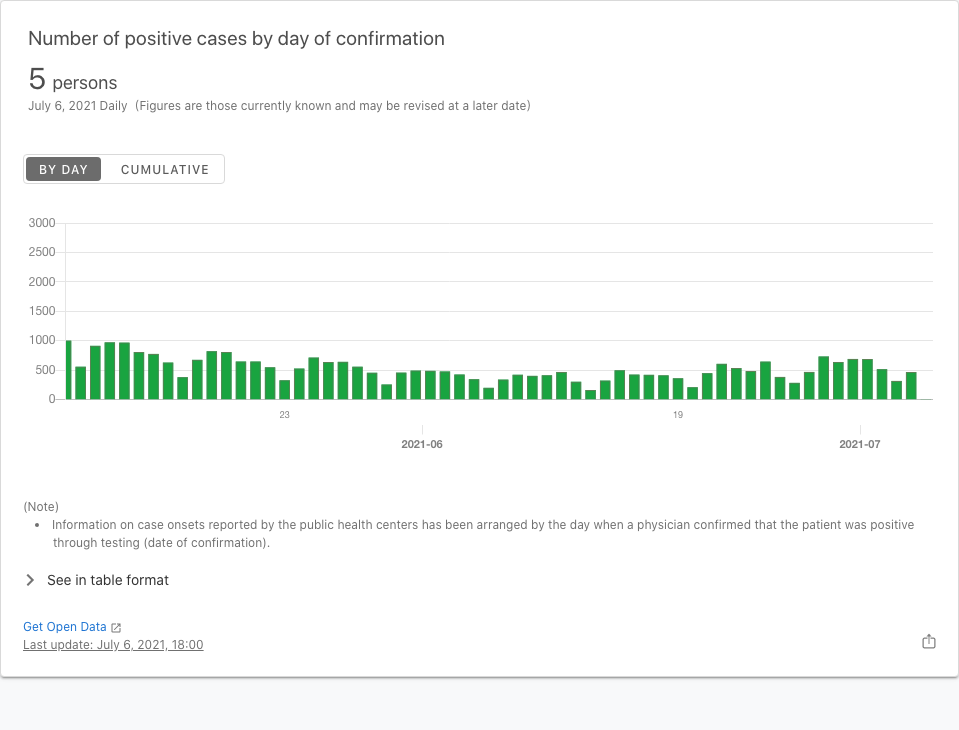 Number of positive cases by day of confirmation
5 persons
July 6, 2021 Daily (Figures are those currently known and may be revised at a later date)
BY DAY CUMULATIVE
3000
2500
2000
1500
1000
500
0
23 19
2021-06 2021-07
(Note)
• Information on case onsets reported by the public health centers has been arranged by the day when a physician confirmed that the patient was positive
through testing (date of confirmation).
See in table format
Get Open Data
Last update: July 6, 2021, 18:00